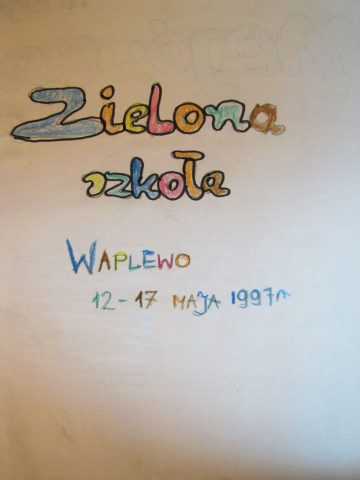 Zielona
szkoła
WAPLEWO
12-17 MAJA 1997r